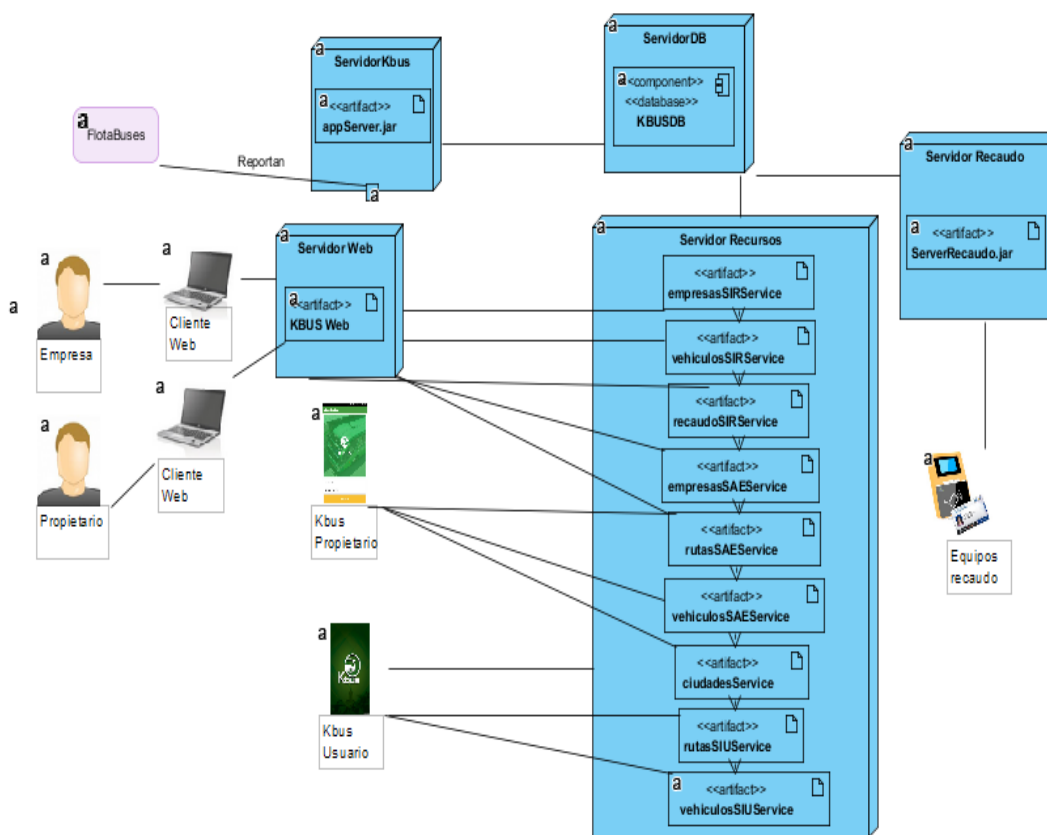 a
ServidorKbus
a
<<artifact>>
appServer.jar
a
a
ServidorDB
a
<component>>
<<database>>
KBUSDB
a
FlotaBuses
Reportan
a
Servidor Recaudo
a
<<artifact>>
ServerRecaudo.jar
a
Servidor Web
a
<<artifact>>
KBUS Web
a
a
Empresa
a
Cliente
Web
a
Propietario
a
Cliente
Web
a
Kbus
Propietario
a
Kbus
Kbus
Usuario
a
Servidor Recursos
<<artifact>>
empresasSIRService
<<artifact>>
vehiculosSIRService
<<artifact>>
recaudoSIRService
<<artifact>>
empresasSAEService
<<artifact>>
rutasSAEService
<<artifact>>
vehiculosSAEService
<<artifact>>
ciudadesService
<<artifact>>
rutasSIUService
a
<<artifact>>
vehiculosSIUService
a
Equipos
recaudo